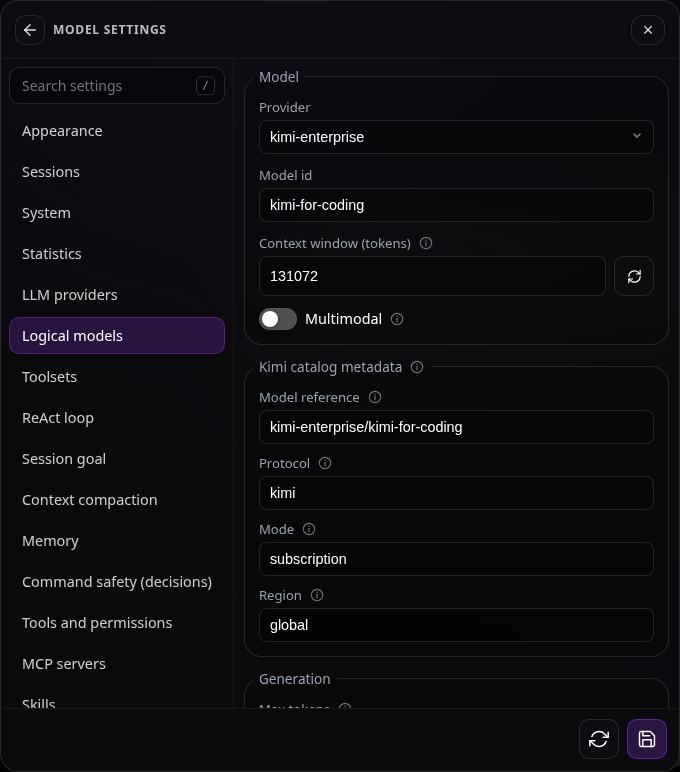 MODEL SETTINGS
Search settings
/
Appearance
Sessions
System
Statistics
LLM providers
Logical models
Toolsets
ReAct loop
Session goal
Context compaction
Memory
Command safety (decisions)
Tools and permissions
MCP servers
Skills
Model
Provider
kimi-enterprise
Model id
kimi-for-coding
Context window (tokens)
131072
Multimodal
Kimi catalog metadata
Model reference
kimi-enterprise/kimi-for-coding
Protocol
kimi
Mode
subscription
Region
global
Generation
Max tokens